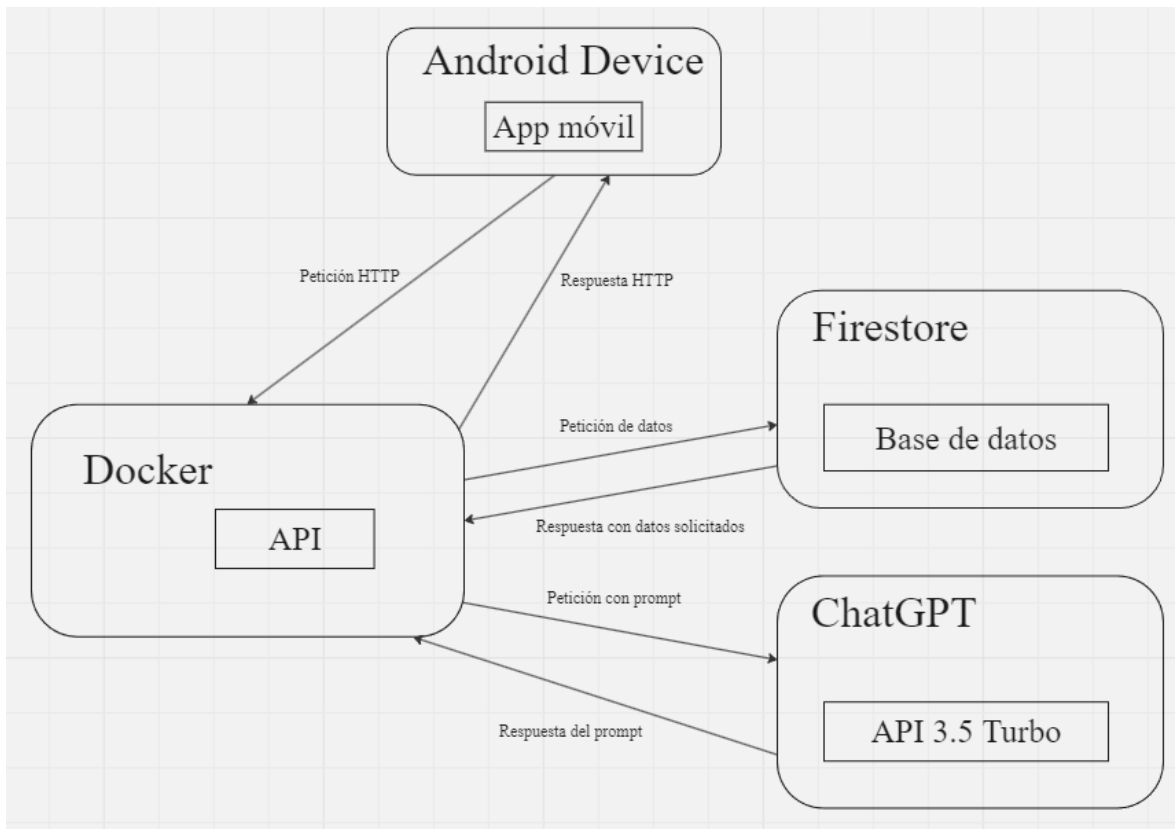 Android Device
App móvil
Petición HTTP
Respuesta HTTP
Firestore
Base de datos
Petición de datos
Docker
Respuesta con datos solicitados
API
Petición con prompt
ChatGPT
Respuesta del prompt
API 3.5 Turbo